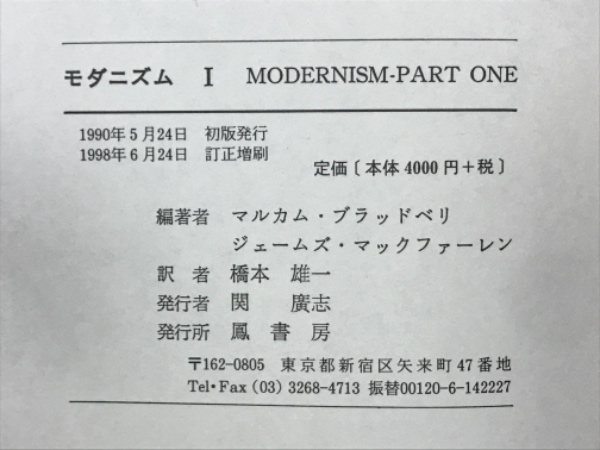 モダニズム I MODERNISM-PART ONE
1990年5月24日 初版発行
1998年6月24日 訂正増刷
定価〔本体4000円+税〕
編著者 マルカム・ブラッドベリ
ジェームズ・マックファーレン
訳者 橋本 雄一
発行者 関 廣志
発行所 鳳書房
〒162-0805 東京都新宿区矢来町47番地
Tel・Fax (03) 3268-4713 振替00120-6-142227